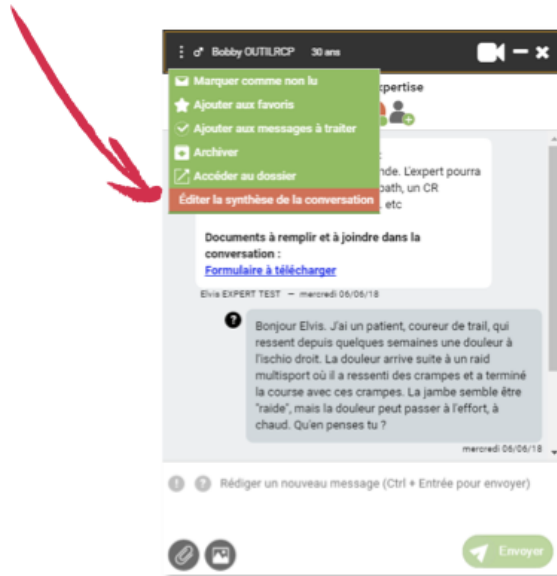 Bobby OUTILRCP 30 ans
Marquer comme non lu
Ajouter aux favoris
Ajouter aux messages à traiter
Archiver
Accéder au dossier
Éditer la synthèse de la conversation
pertise
nde. L'expert pourra
path, un CR
etc
Documents à remplir et à joindre dans la
conversation :
Formulaire à télécharger
Elvis EXPERT TEST — mercredi 06/06/18
Bonjour Elvis. J'ai un patient, coureur de trail, qui
ressent depuis quelques semaines une douleur à
l'ischio droit. La douleur arrive suite à un raid
multisport où il a ressenti des crampes et a terminé
la course avec ces crampes. La jambe semble être
"raide", mais la douleur peut passer à l'effort, à
chaud. Qu'en penses tu ?
mercredi 06/06/18
Rédiger un nouveau message (Ctrl + Entrée pour envoyer)
Envoyer